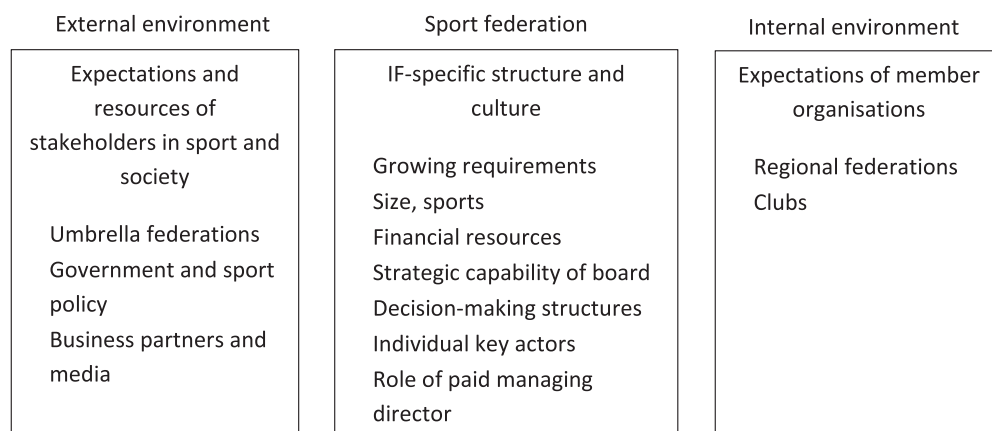 External environment
Expectations and
resources of
stakeholders in sport and
society
Umbrella federations
Government and sport
policy
Business partners and
media
Sport federation
IF-specific structure and
culture
Growing requirements
Size, sports
Financial resources
Strategic capability of board
Decision-making structures
Individual key actors
Role of paid managing
director
Internal environment
Expectations of member
organisations
Regional federations
Clubs